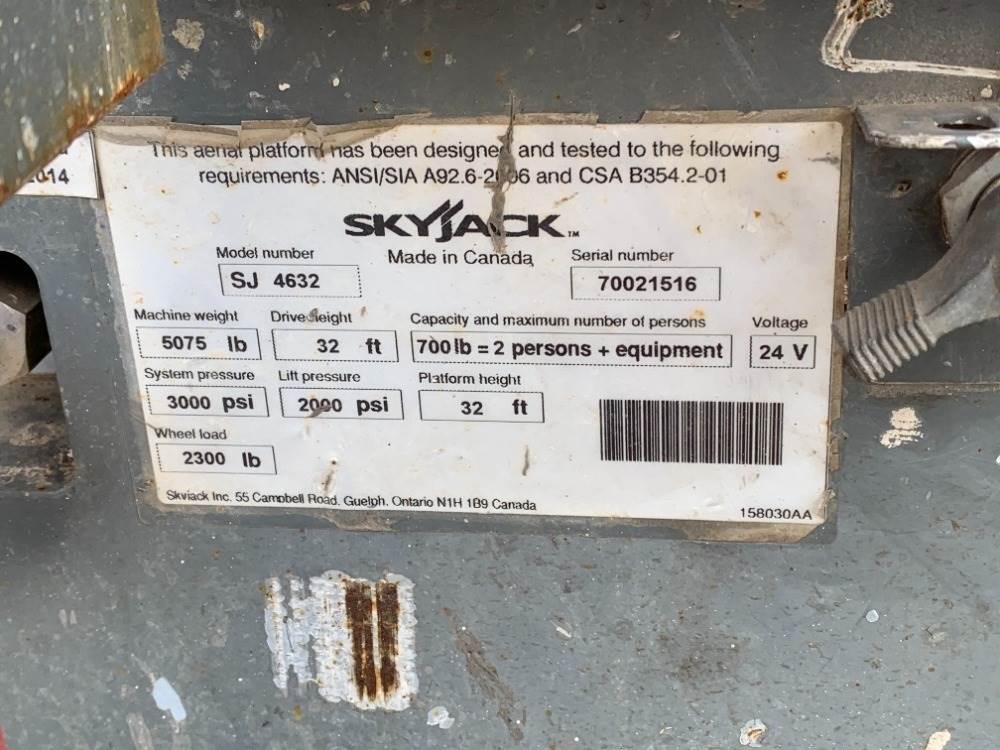 This aerial platform has been designed and tested to the following
requirements: ANSI/SIA A92.6-2006 and CSA B354.2-01
SKYJACK™
Model number
Made in Canada
Serial number
SJ 4632
70021516
Machine weight
Drive height
Capacity and maximum number of persons
Voltage
5075 lb
32 ft
700 lb = 2 persons + equipment
24 V
System pressure
Lift pressure
Platform height
3000 psi
2000 psi
32 ft
Wheel load
2300 lb
Skyjack Inc. 55 Campbell Road. Guelph. Ontario N1H 1B9 Canada
158030AA